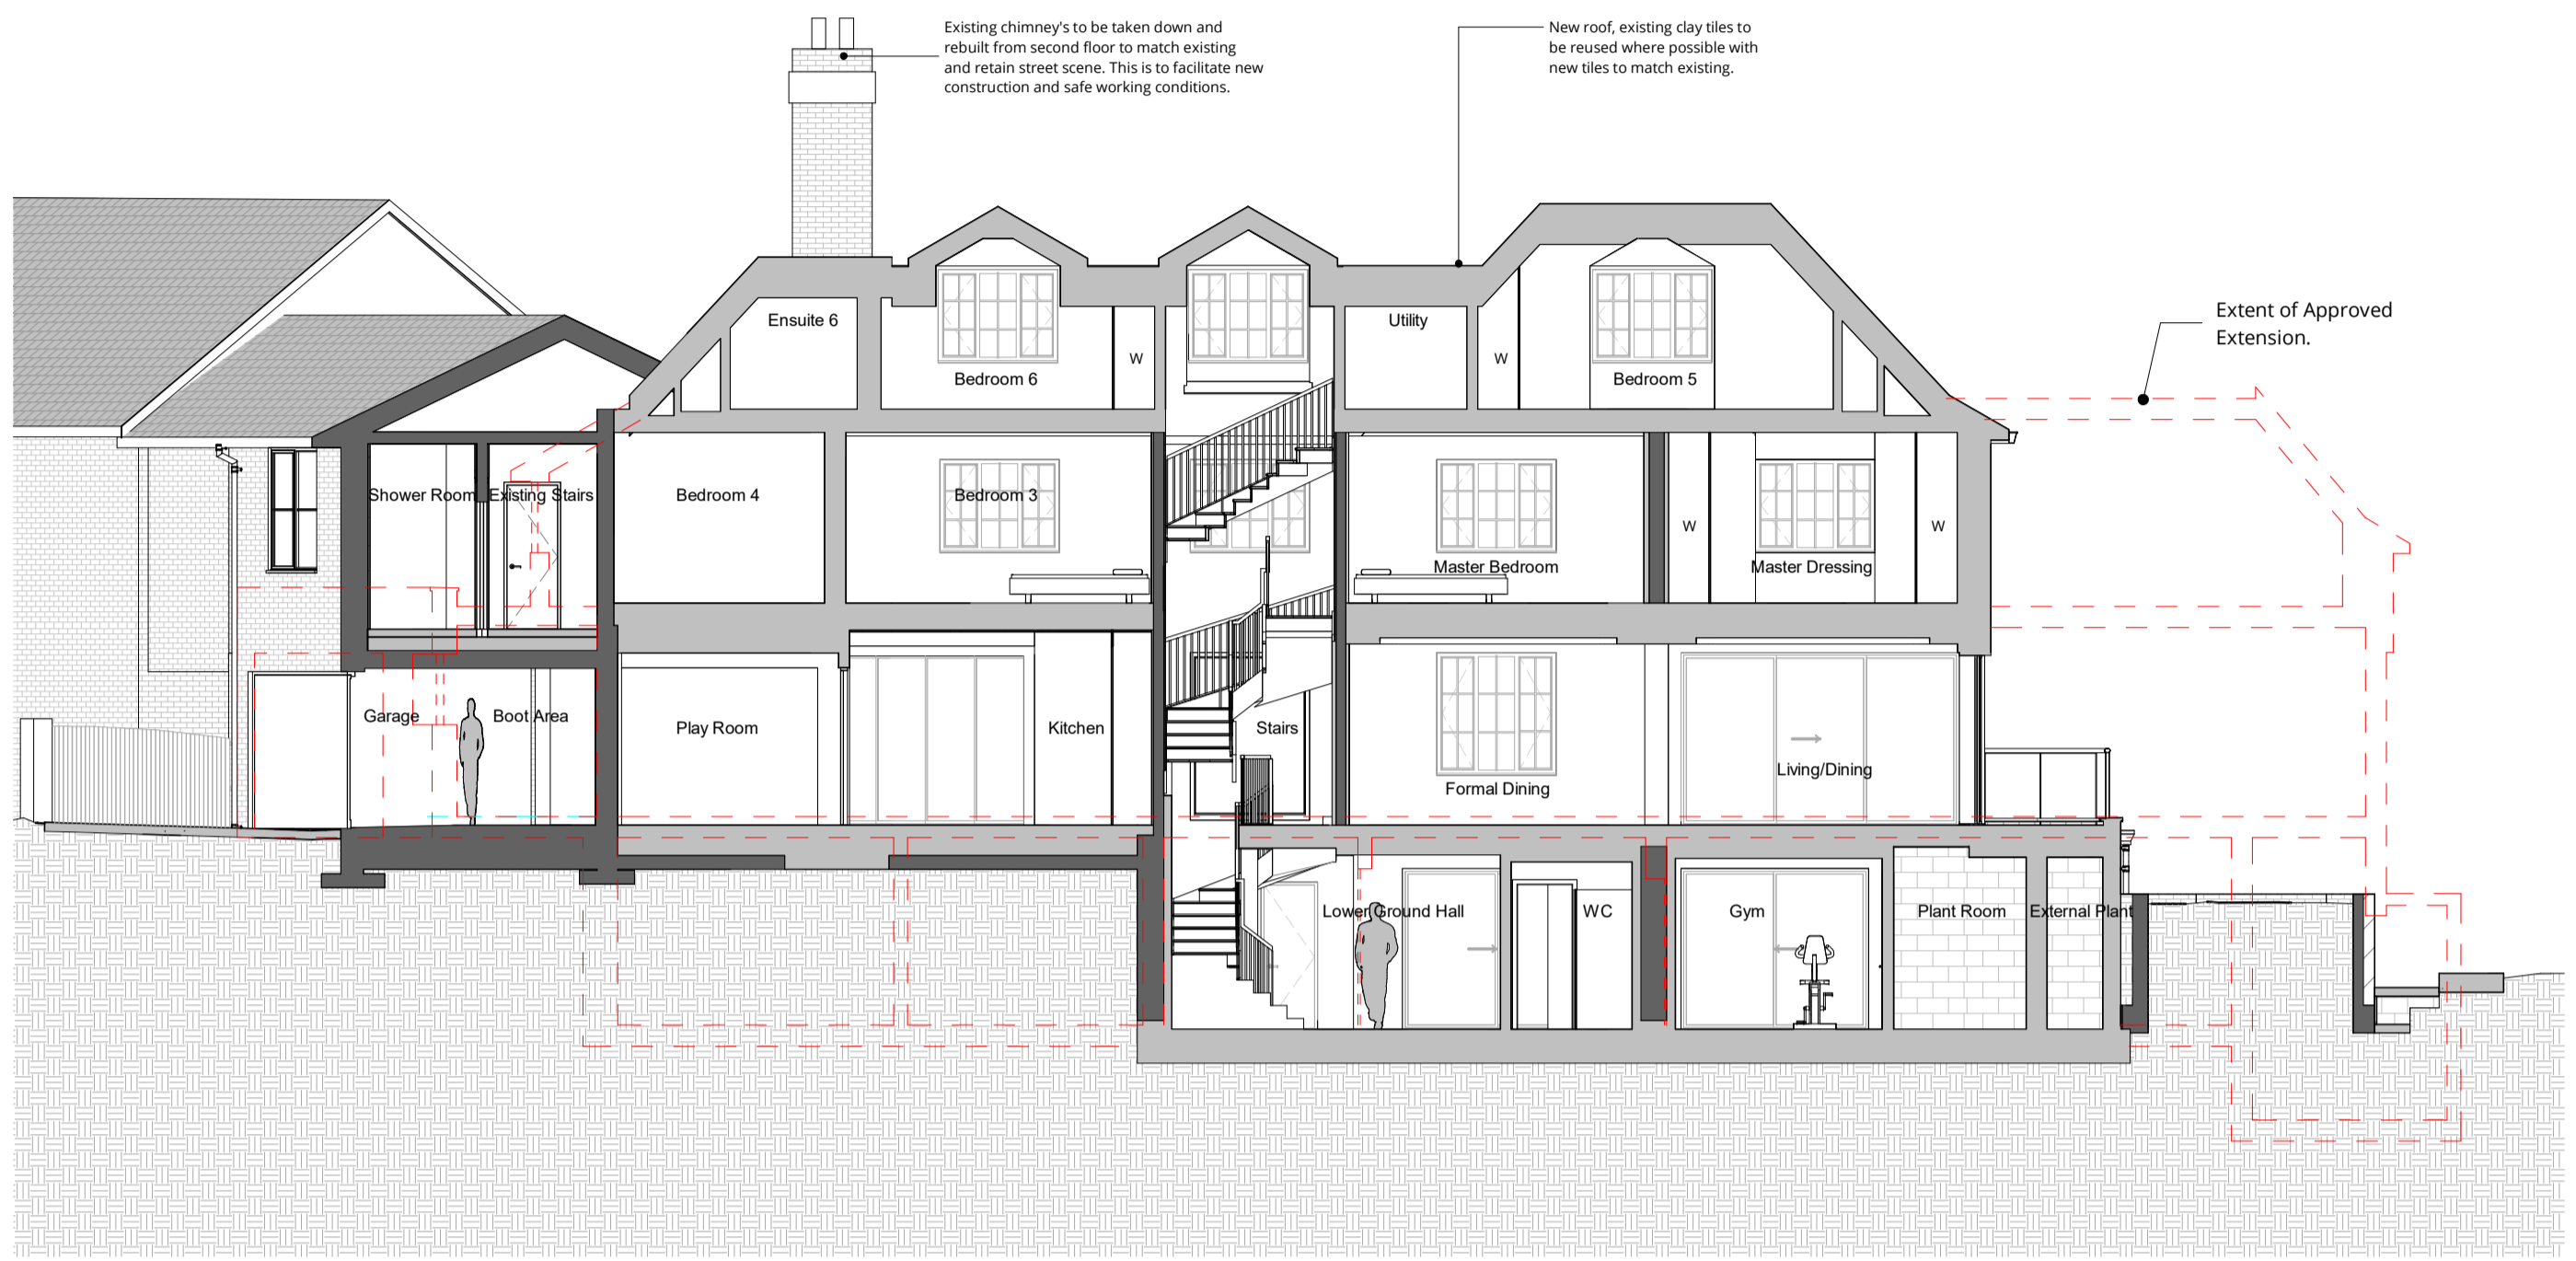 Existing chimney's to be taken down and
rebuilt from second floor to match existing
and retain street scene. This is to facilitate new
construction and safe working conditions.
New roof, existing clay tiles to
be reused where possible with
new tiles to match existing.
Extent of Approved
Extension.
Ensuite 6
Bedroom 6
W
Utility
W
Bedroom 5
Shower Room
Existing Stairs
Bedroom 4
Bedroom 3
Master Bedroom
W
Master Dressing
W
Garage
Boot Area
Play Room
Kitchen
Stairs
Formal Dining
Living/Dining
Lower Ground Hall
WC
Gym
Plant Room
External Plant